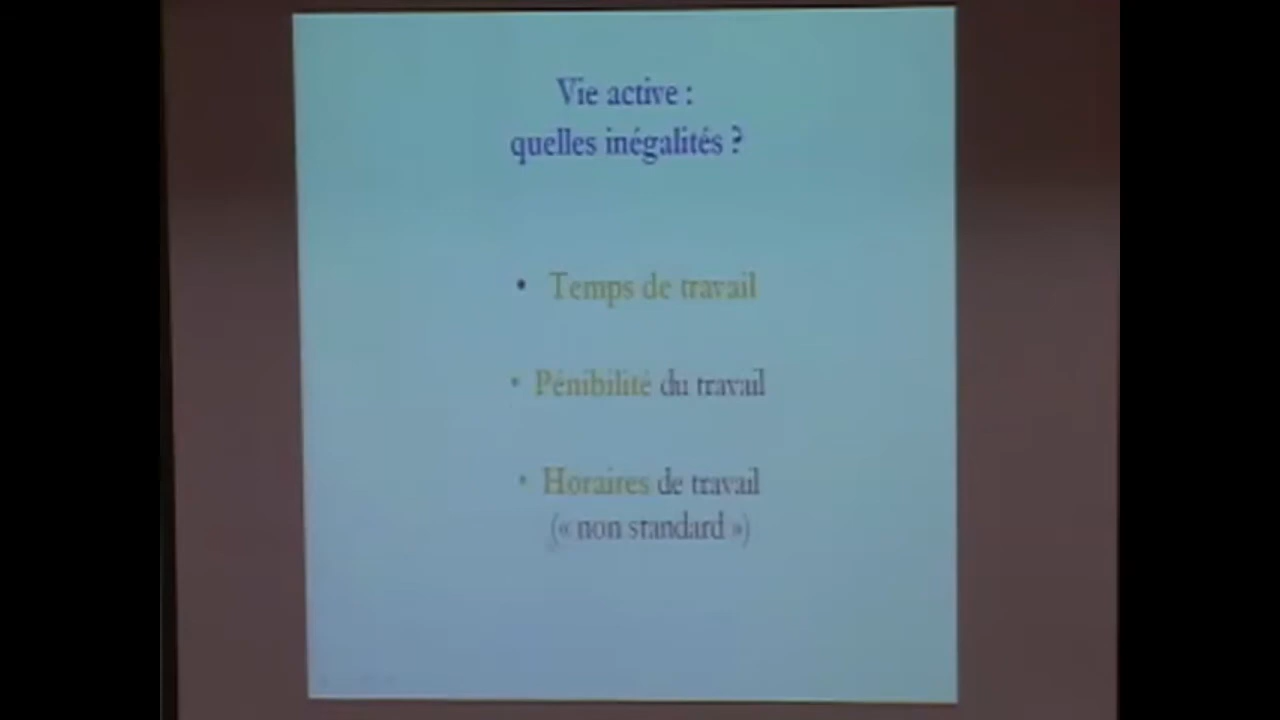 Vie active :
quelles inégalités ?
• Temps de travail
• Pénibilité du travail
• Horaires de travail
(« non standard »)